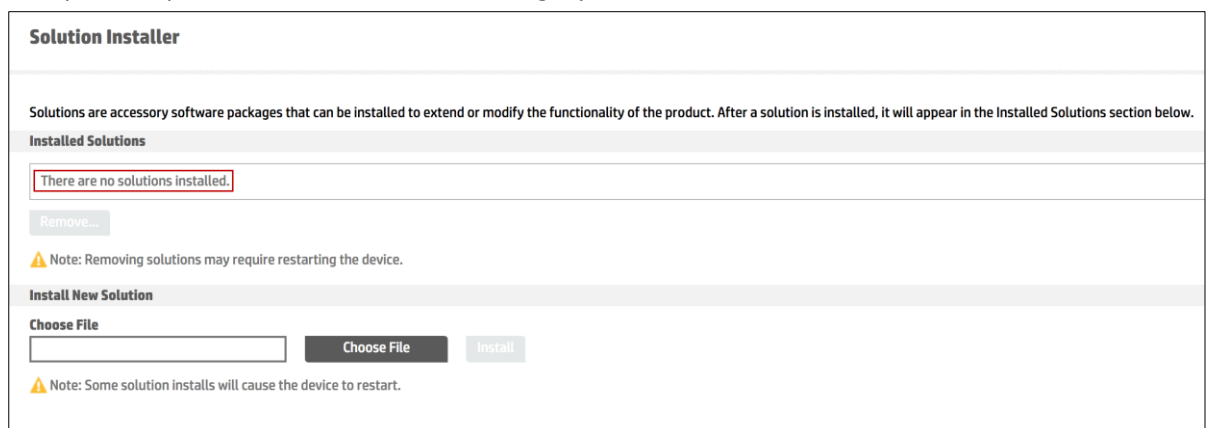 Solution Installer
Solutions are accessory software packages that can be installed to extend or modify the functionality of the product. After a solution is installed, it will appear in the Installed Solutions section below.
Installed Solutions
There are no solutions installed.
Remove...
Note: Removing solutions may require restarting the device.
Install New Solution
Choose File
Choose File Install
Note: Some solution installs will cause the device to restart.